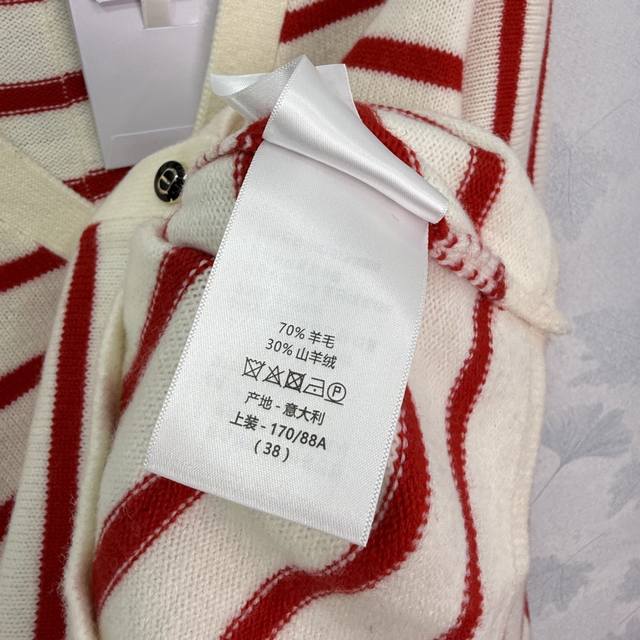 70% 羊毛
30% 山羊绒
产地 - 意大利
上装 - 170/88A
( 38 )